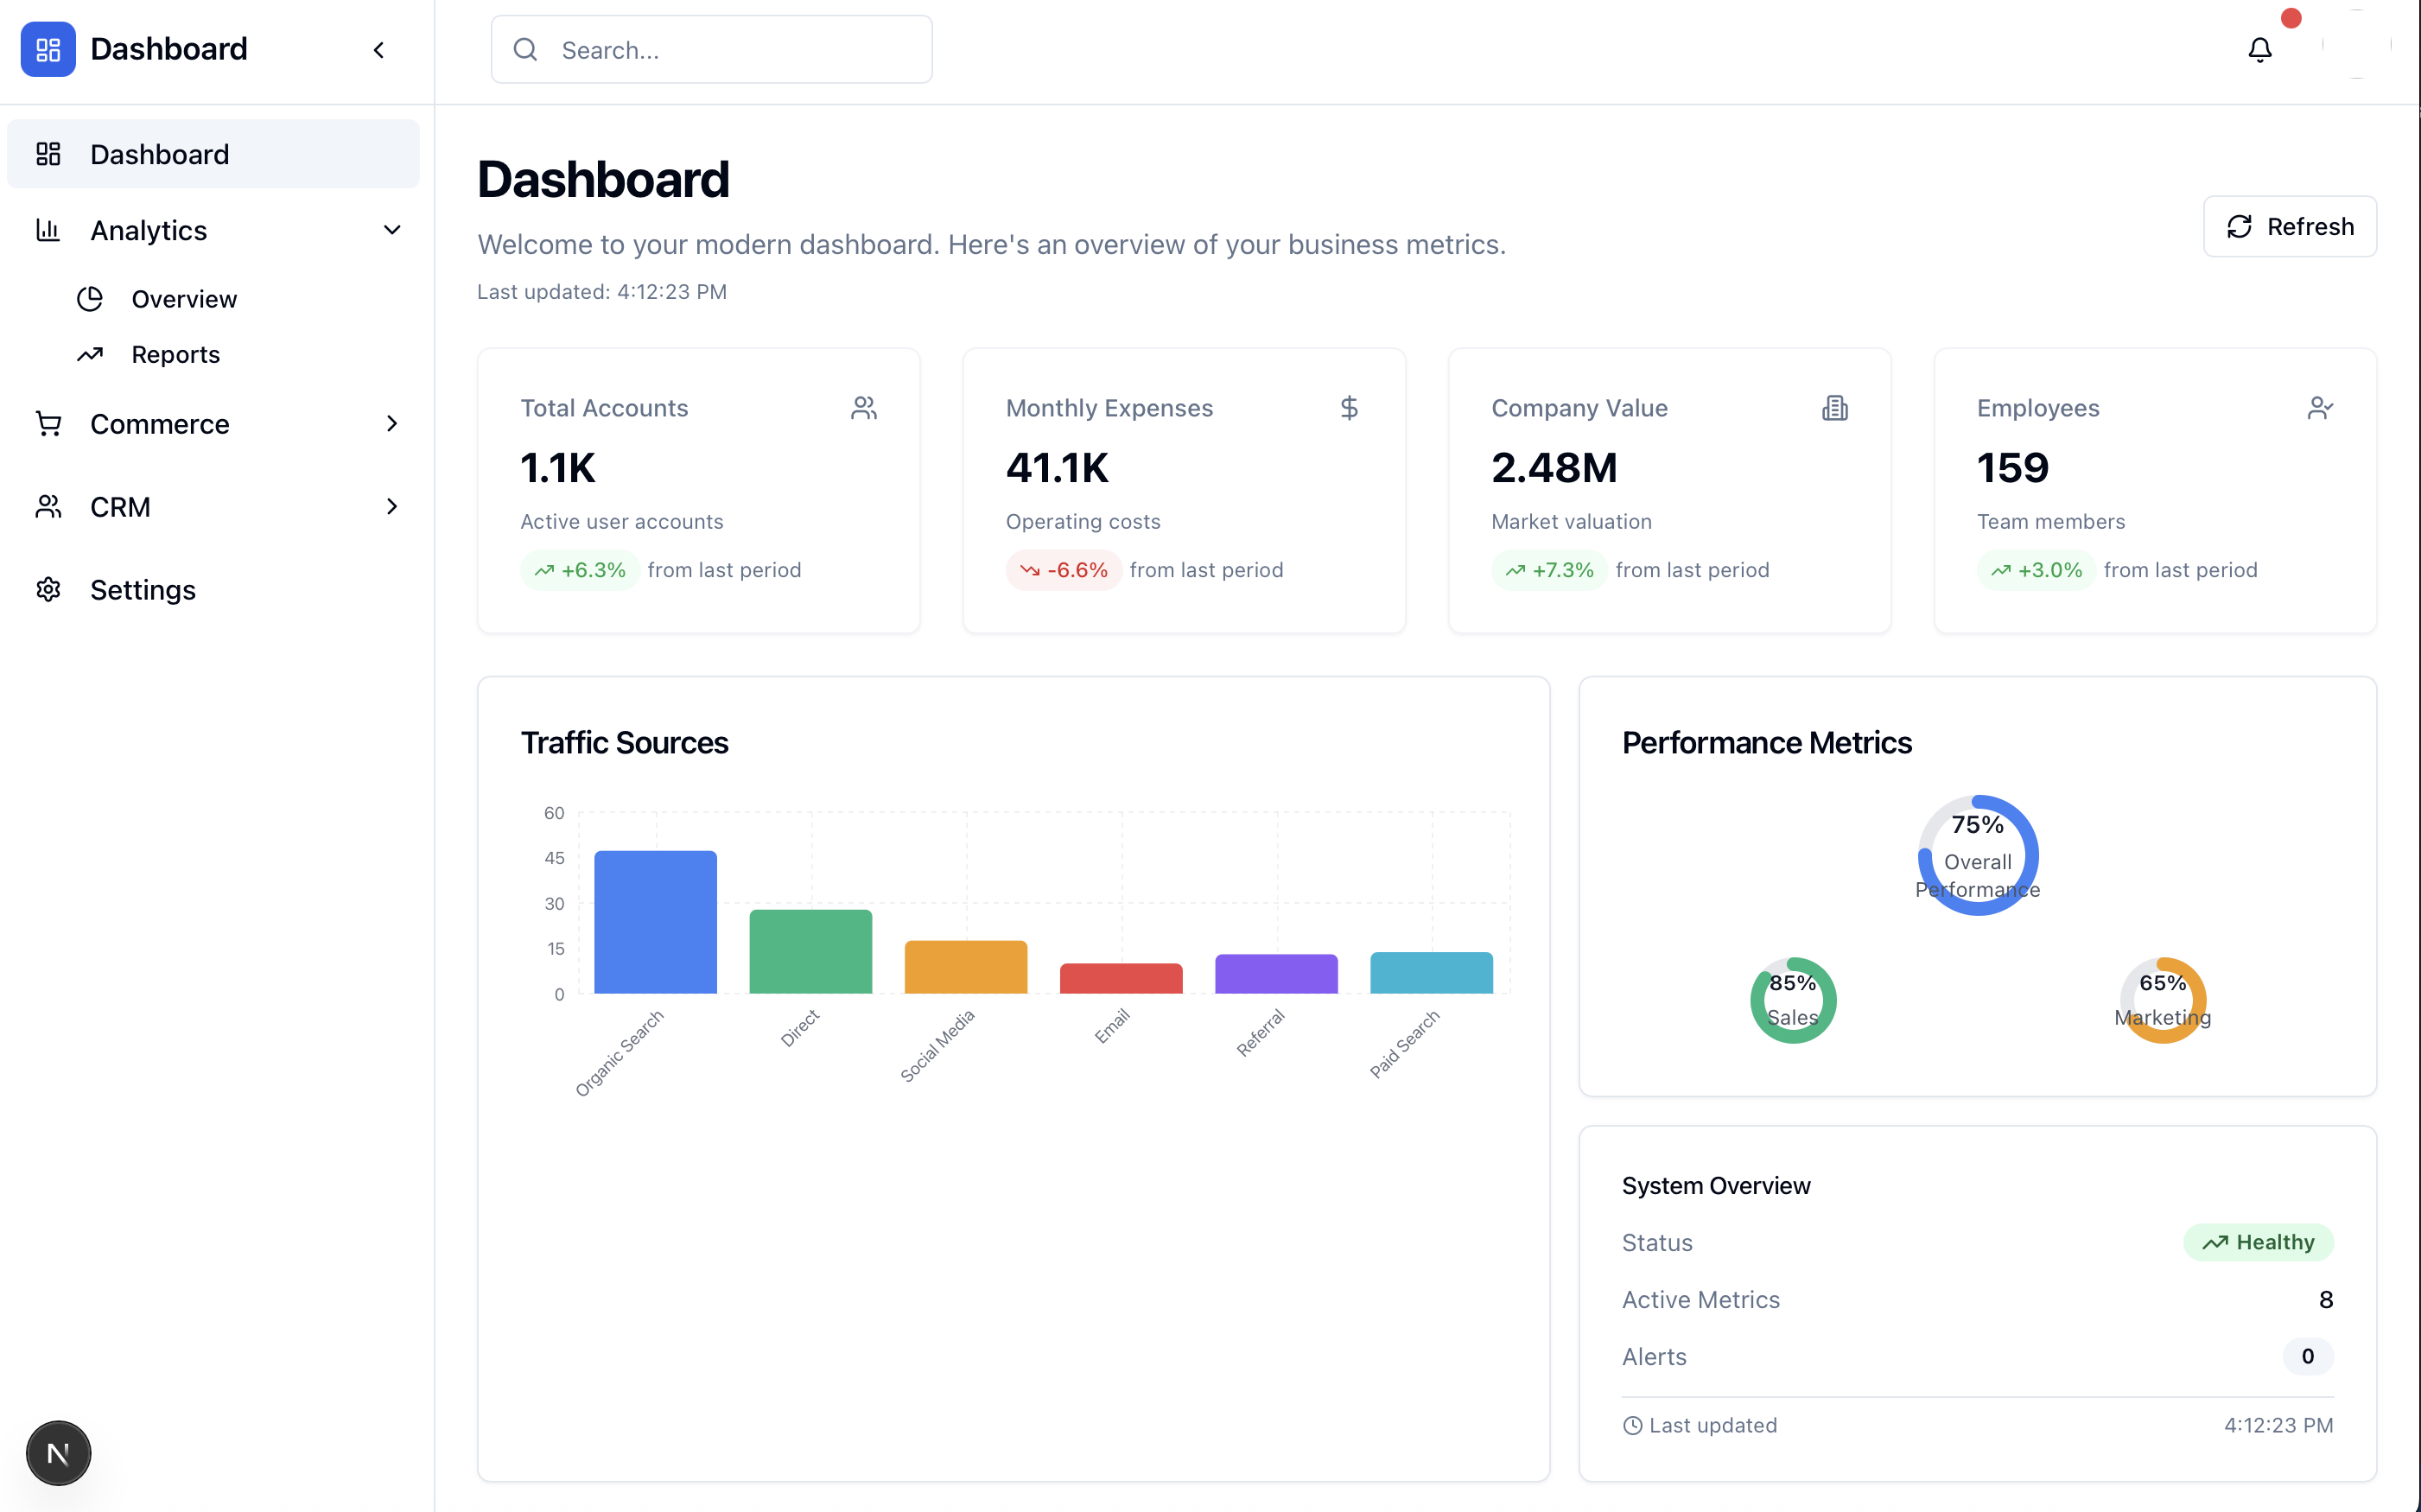 Dashboard
Search...
Dashboard
Analytics
Overview
Reports
Commerce
CRM
Settings
N
Dashboard
Welcome to your modern dashboard. Here's an overview of your business metrics.
Last updated: 4:12:23 PM
Refresh
Total Accounts
1.1K
Active user accounts
+6.3% from last period
Monthly Expenses
41.1K
Operating costs
-6.6% from last period
Company Value
2.48M
Market valuation
+7.3% from last period
Employees
159
Team members
+3.0% from last period
Traffic Sources
60
45
30
15
0
Organic Search
Direct
Social Media
Email
Referral
Paid Search
Performance Metrics
75%
Overall
Performance
85%
Sales
65%
Marketing
System Overview
Status Healthy
Active Metrics 8
Alerts 0
Last updated 4:12:23 PM